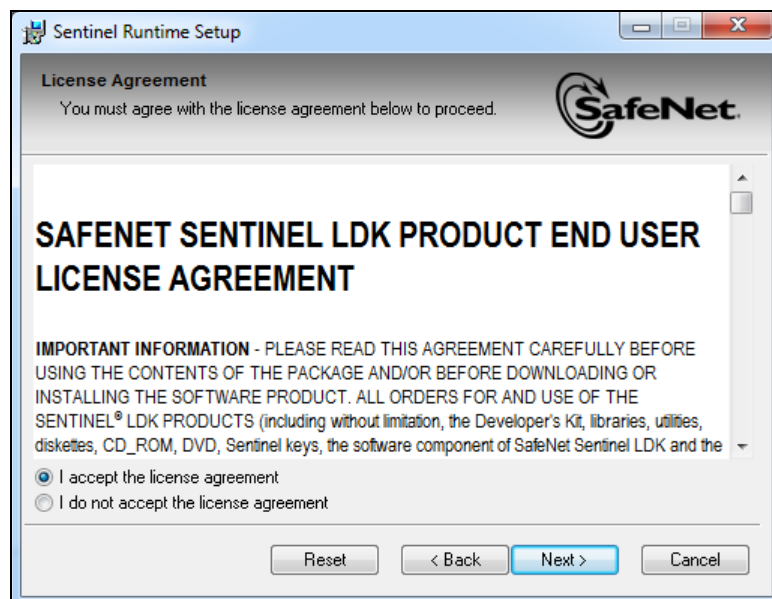 Sentinel Runtime Setup
License Agreement
You must agree with the license agreement below to proceed.
SafeNet.
SAFENET SENTINEL LDK PRODUCT END USER
LICENSE AGREEMENT
IMPORTANT INFORMATION - PLEASE READ THIS AGREEMENT CAREFULLY BEFORE
USING THE CONTENTS OF THE PACKAGE AND/OR BEFORE DOWNLOADING OR
INSTALLING THE SOFTWARE PRODUCT. ALL ORDERS FOR AND USE OF THE
SENTINEL® LDK PRODUCTS (including without limitation, the Developer's Kit, libraries, utilities,
diskettes, CD_ROM, DVD, Sentinel keys, the software component of SafeNet Sentinel LDK and the
I accept the license agreement
I do not accept the license agreement
Reset
< Back
Next >
Cancel